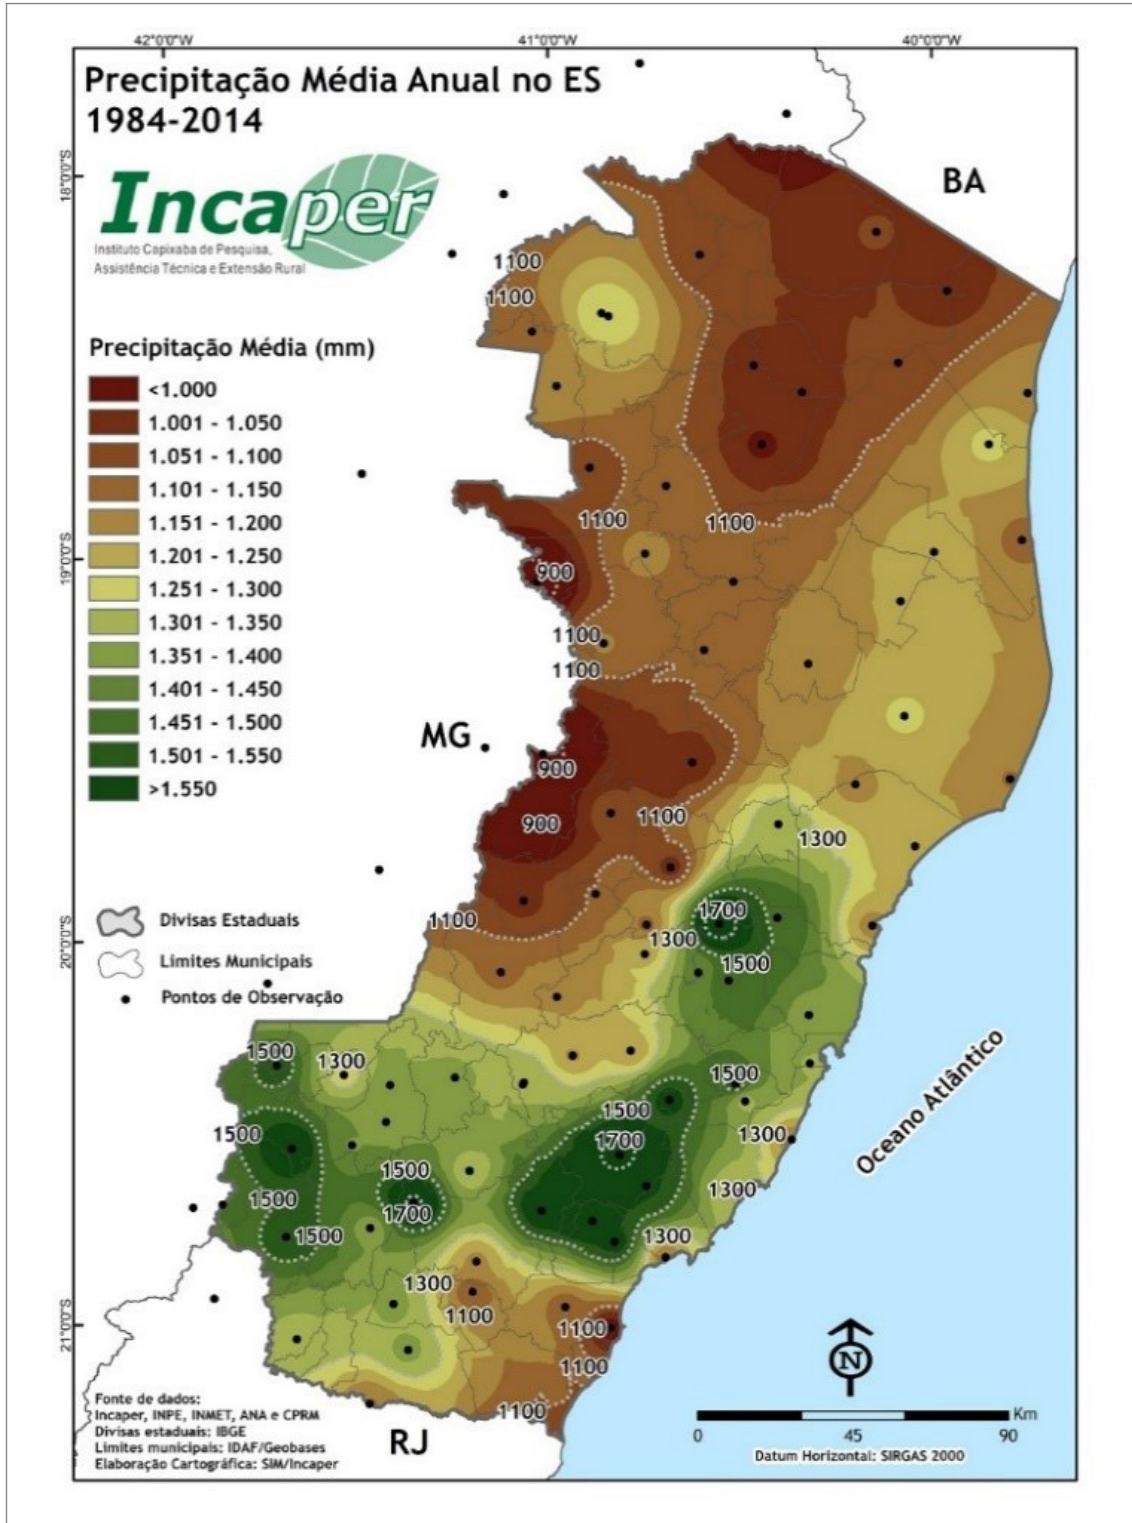 42°0'0"W
41°0'0"W
40°0'0"W
Precipitação Média Anual no ES
1984-2014
Incaper
Instituto Capixaba de Pesquisa,
Assistência Técnica e Extensão Rural
18°0'0"S
19°0'0"S
20°0'0"S
21°0'0"S
Precipitação Média (mm)
<1.000
1.001 - 1.050
1.051 - 1.100
1.101 - 1.150
1.151 - 1.200
1.201 - 1.250
1.251 - 1.300
1.301 - 1.350
1.351 - 1.400
1.401 - 1.450
1.451 - 1.500
1.501 - 1.550
>1.550
Divisas Estaduais
Limites Municipais
Pontos de Observação
BA
MG
RJ
Oceano Atlântico
1100
1100
1100
1100
900
1100
1100
900
900
1100
1300
1100
1700
1300
1500
1500
1300
1500
1500
1500
1700
1300
1500
1300
1500
1700
1500
1300
1300
1100
1100
1100
1100
N
Km
0
45
90
Datum Horizontal: SIRGAS 2000
Fonte de dados:
Incaper, INPE, INMET, ANA e CPRM
Divisas estaduais: IBGE
Limites municipais: IDAF/Geobases
Elaboração Cartográfica: SIM/Incaper